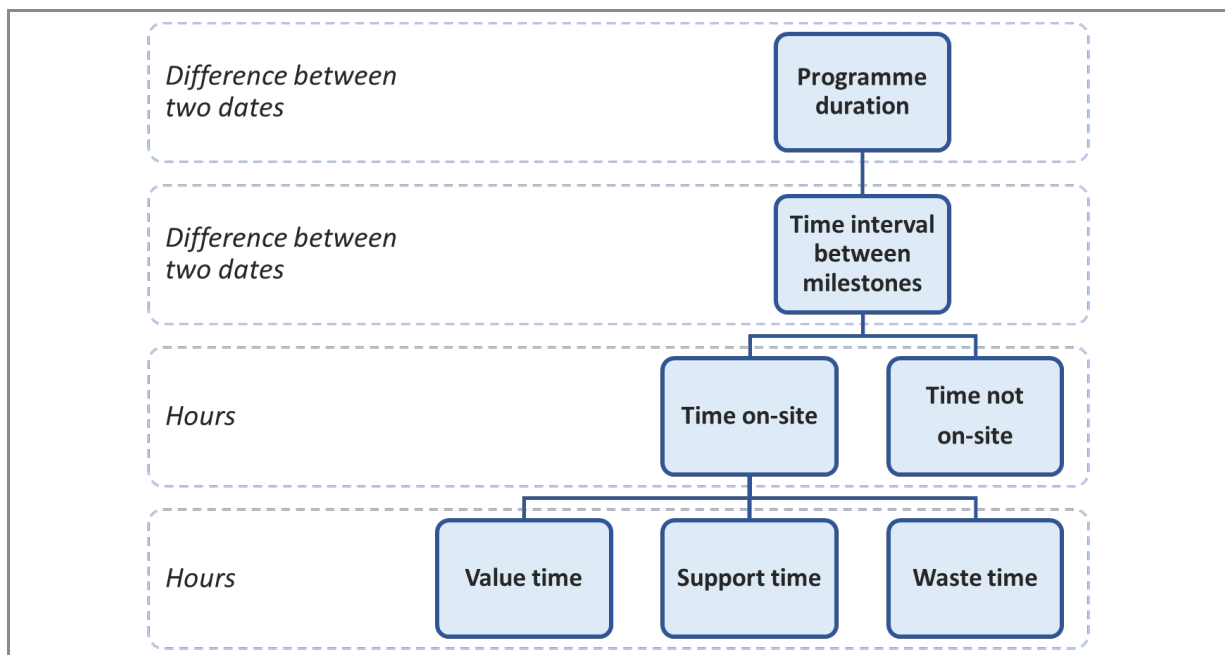 Difference between
two dates
Programme
duration
Difference between
two dates
Time interval
between
milestones
Hours
Time on-site
Time not
on-site
Hours
Value time
Support time
Waste time